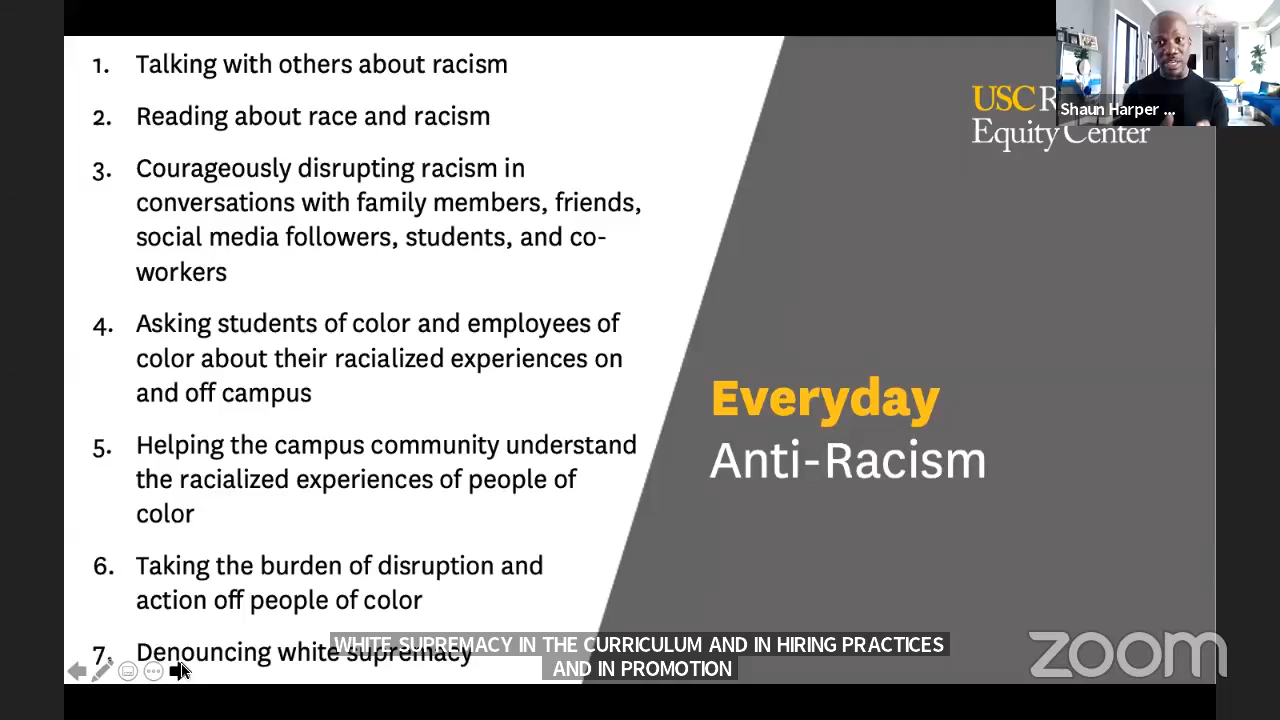 1. Talking with others about racism
2. Reading about race and racism
3. Courageously disrupting racism in
conversations with family members, friends,
social media followers, students, and co-
workers
4. Asking students of color and employees of
color about their racialized experiences on
and off campus
5. Helping the campus community understand
the racialized experiences of people of
color
6. Taking the burden of disruption and
action off people of color
7. Denouncing white supremacy
USC R
Equity Center
Shaun Harper ...
Everyday
Anti-Racism
WHITE SUPREMACY IN THE CURRICULUM AND IN HIRING PRACTICES
AND IN PROMOTION
zoom